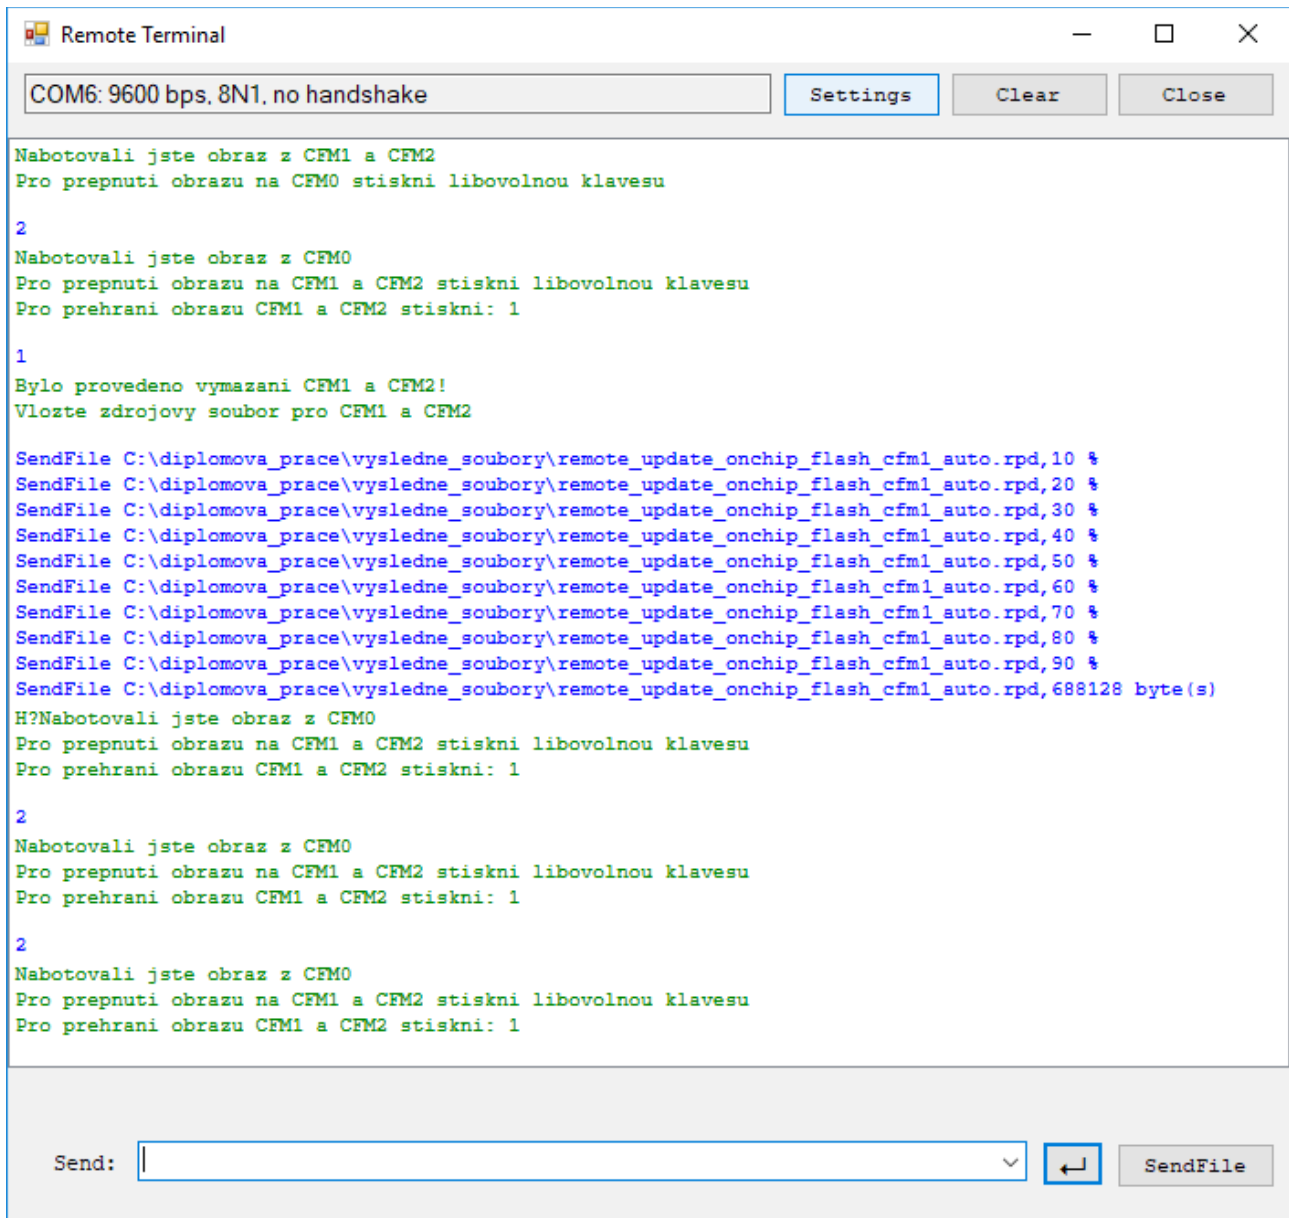 Remote Terminal
COM6: 9600 bps, 8N1, no handshake
Settings
Clear
Close
Nabotovali jste obraz z CFM1 a CFM2
Pro prepnuti obrazu na CFM0 stiskni libovolnou klavesu
2
Nabotovali jste obraz z CFM0
Pro prepnuti obrazu na CFM1 a CFM2 stiskni libovolnou klavesu
Pro prehrani obrazu CFM1 a CFM2 stiskni: 1
1
Bylo provedeno vymazani CFM1 a CFM2!
Vlozte zdrojovy soubor pro CFM1 a CFM2
SendFile C:\diplomova_prace\vysledne_soubory\remote_update_onchip_flash_cfm1_auto.rpd,10 %
SendFile C:\diplomova_prace\vysledne_soubory\remote_update_onchip_flash_cfm1_auto.rpd,20 %
SendFile C:\diplomova_prace\vysledne_soubory\remote_update_onchip_flash_cfm1_auto.rpd,30 %
SendFile C:\diplomova_prace\vysledne_soubory\remote_update_onchip_flash_cfm1_auto.rpd,40 %
SendFile C:\diplomova_prace\vysledne_soubory\remote_update_onchip_flash_cfm1_auto.rpd,50 %
SendFile C:\diplomova_prace\vysledne_soubory\remote_update_onchip_flash_cfm1_auto.rpd,60 %
SendFile C:\diplomova_prace\vysledne_soubory\remote_update_onchip_flash_cfm1_auto.rpd,70 %
SendFile C:\diplomova_prace\vysledne_soubory\remote_update_onchip_flash_cfm1_auto.rpd,80 %
SendFile C:\diplomova_prace\vysledne_soubory\remote_update_onchip_flash_cfm1_auto.rpd,90 %
SendFile C:\diplomova_prace\vysledne_soubory\remote_update_onchip_flash_cfm1_auto.rpd,688128 byte(s)
H?Nabotovali jste obraz z CFM0
Pro prepnuti obrazu na CFM1 a CFM2 stiskni libovolnou klavesu
Pro prehrani obrazu CFM1 a CFM2 stiskni: 1
2
Nabotovali jste obraz z CFM0
Pro prepnuti obrazu na CFM1 a CFM2 stiskni libovolnou klavesu
Pro prehrani obrazu CFM1 a CFM2 stiskni: 1
2
Nabotovali jste obraz z CFM0
Pro prepnuti obrazu na CFM1 a CFM2 stiskni libovolnou klavesu
Pro prehrani obrazu CFM1 a CFM2 stiskni: 1
Send:
SendFile